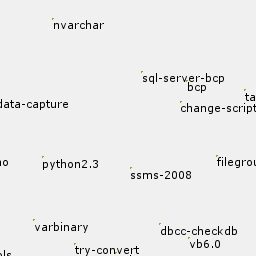 nvarchar
sql-server-bcp
bcp
ta
data-capture
change-script
no
python2.3
filegrou
ssms-2008
varbinary
dbcc-checkdb
vb6.0
try-convert
ols